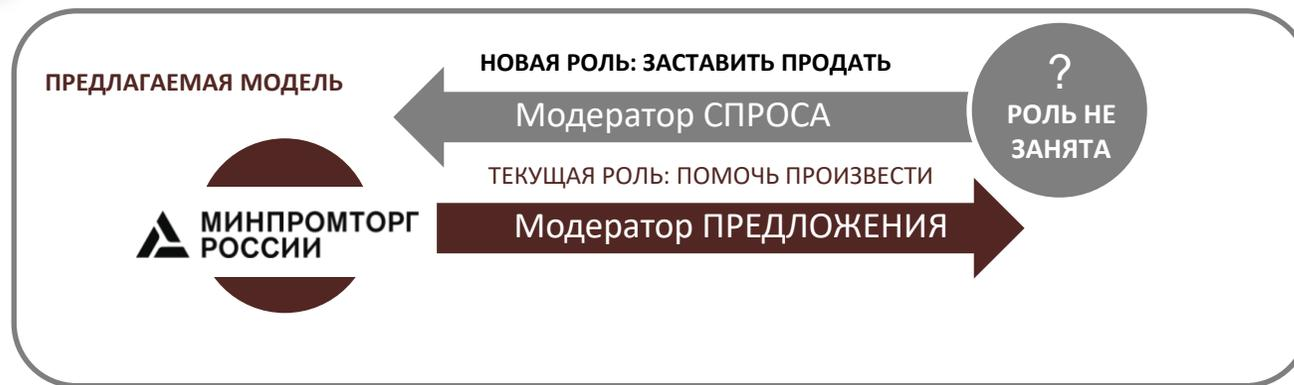 ПРЕДЛАГАЕМАЯ МОДЕЛЬ
НОВАЯ РОЛЬ: ЗАСТАВИТЬ ПРОДАТЬ
Модератор СПРОСА
?
РОЛЬ НЕ
ЗАНЯТА
ТЕКУЩАЯ РОЛЬ: ПОМОЧЬ ПРОИЗВЕСТИ
Модератор ПРЕДЛОЖЕНИЯ
МИНПРОМТОРГ
РОССИИ